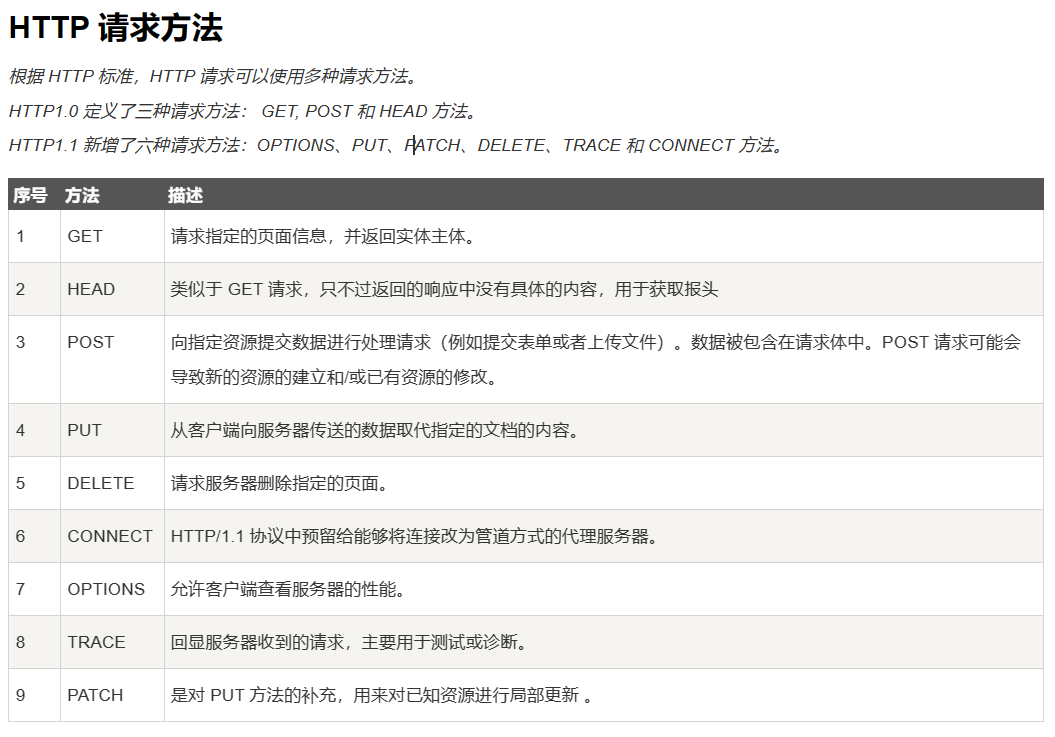 HTTP 请求方法
根据 HTTP 标准，HTTP 请求可以使用多种请求方法。
HTTP1.0 定义了三种请求方法： GET, POST 和 HEAD 方法。
HTTP1.1 新增了六种请求方法：OPTIONS、PUT、PATCH、DELETE、TRACE 和 CONNECT 方法。
序号 方法 描述
1 GET 请求指定的页面信息，并返回实体主体。
2 HEAD 类似于 GET 请求，只不过返回的响应中没有具体的内容，用于获取报头
3 POST 向指定资源提交数据进行处理请求（例如提交表单或者上传文件）。数据被包含在请求体中。POST 请求可能会
导致新的资源的建立和/或已有资源的修改。
4 PUT 从客户端向服务器传送的数据取代指定的文档的内容。
5 DELETE 请求服务器删除指定的页面。
6 CONNECT HTTP/1.1 协议中预留给能够将连接改为管道方式的代理服务器。
7 OPTIONS 允许客户端查看服务器的性能。
8 TRACE 回显服务器收到的请求，主要用于测试或诊断。
9 PATCH 是对 PUT 方法的补充，用来对已知资源进行局部更新 。